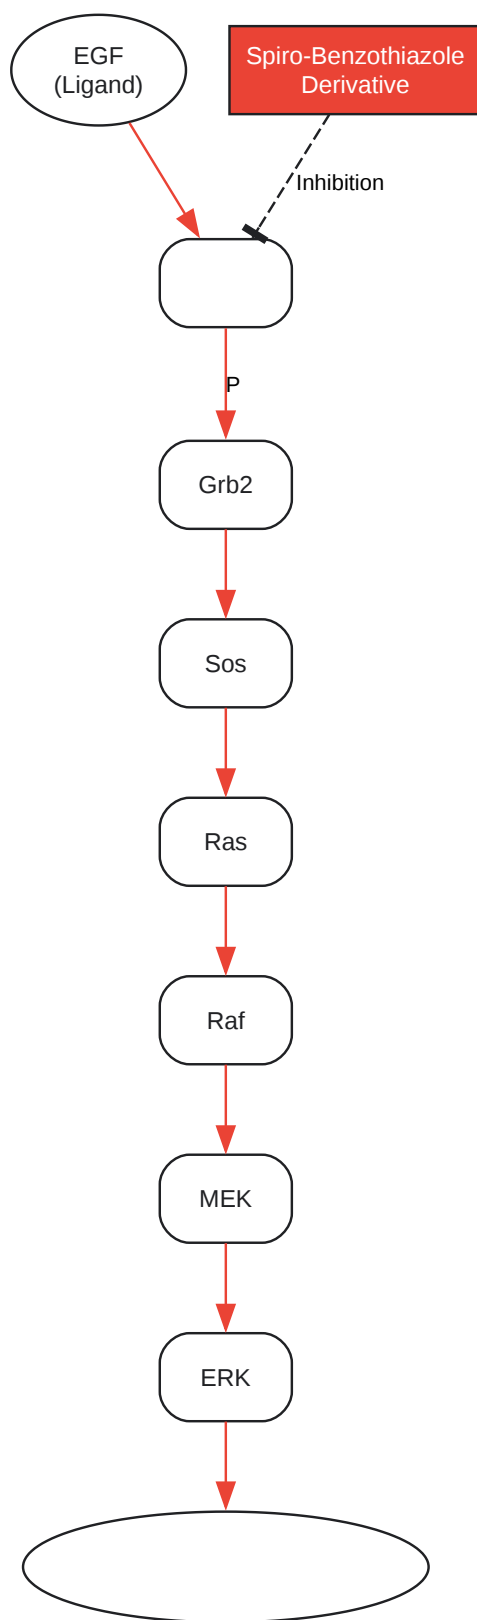 EGF
(Ligand)
Spiro-Benzothiazole
Derivative
Inhibition
P
Grb2
Sos
Ras
Raf
MEK
ERK